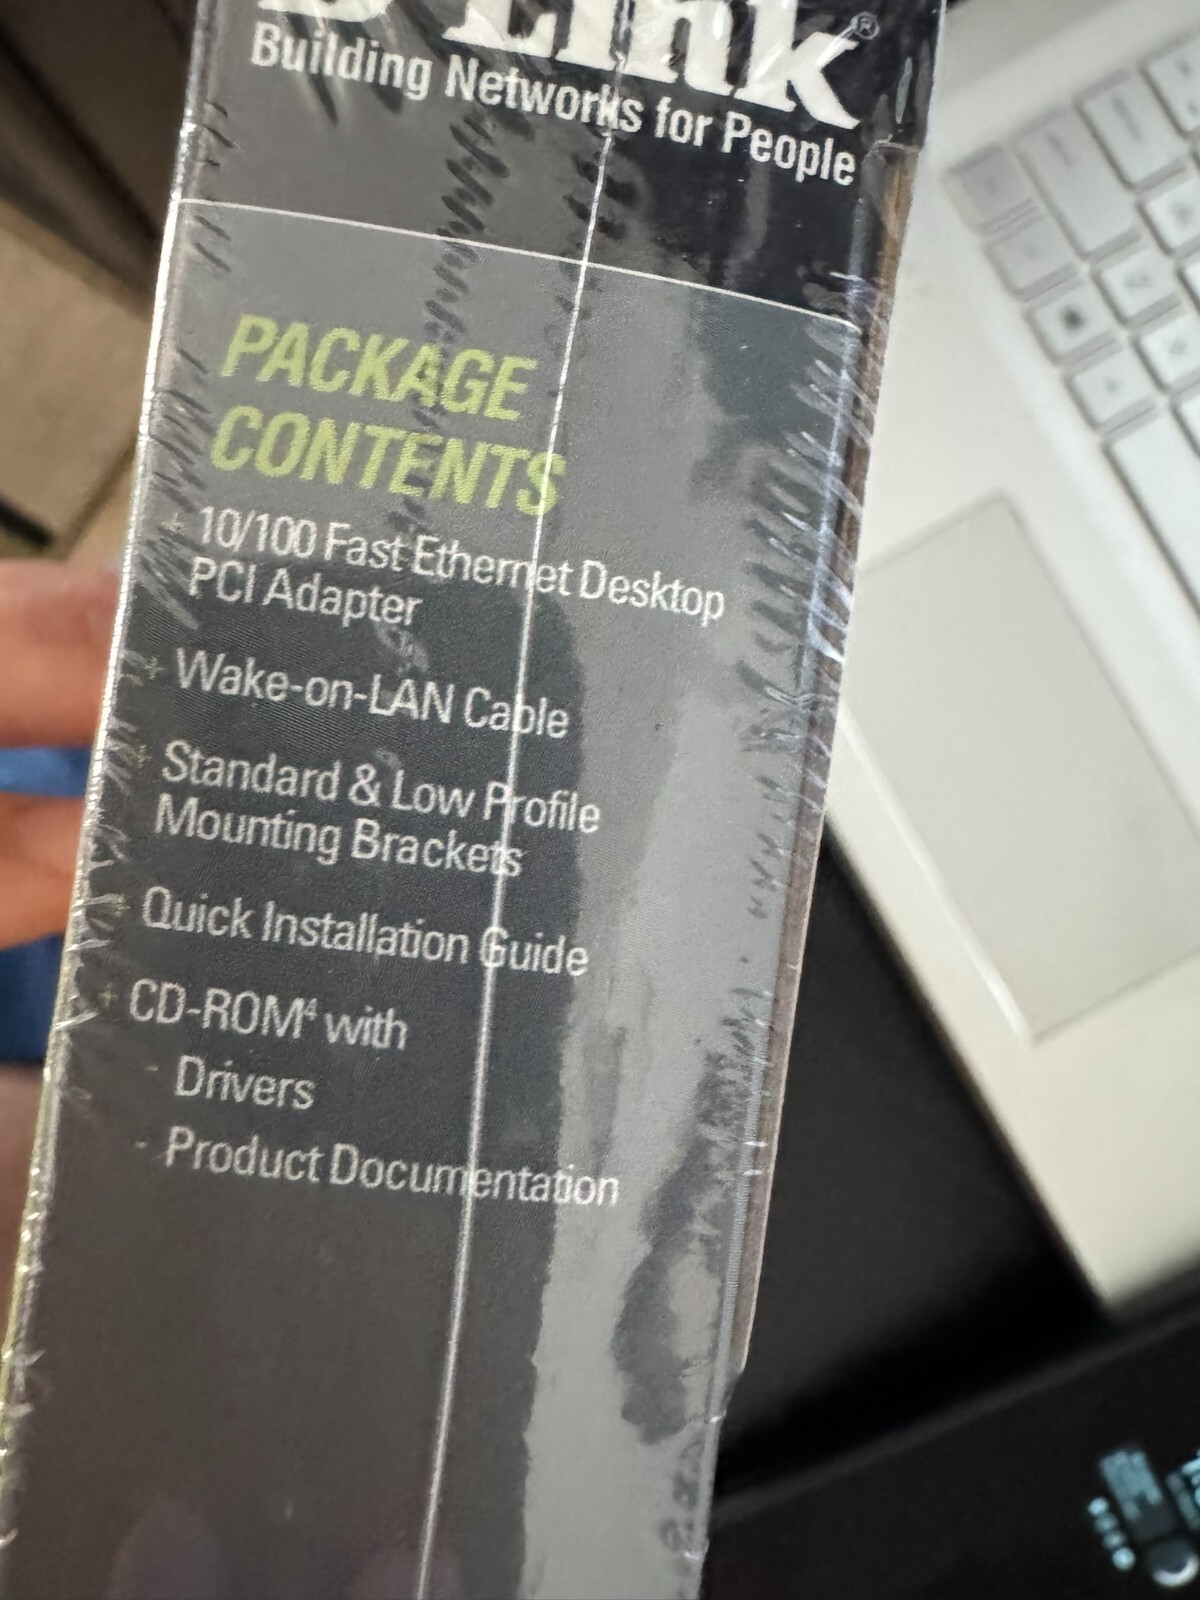 D-Link®
Building Networks for People
PACKAGE
CONTENTS
+ 10/100 Fast Ethernet Desktop
PCI Adapter
+ Wake-on-LAN Cable
+ Standard & Low Profile
Mounting Brackets
+ Quick Installation Guide
+ CD-ROM⁴ with
- Drivers
- Product Documentation